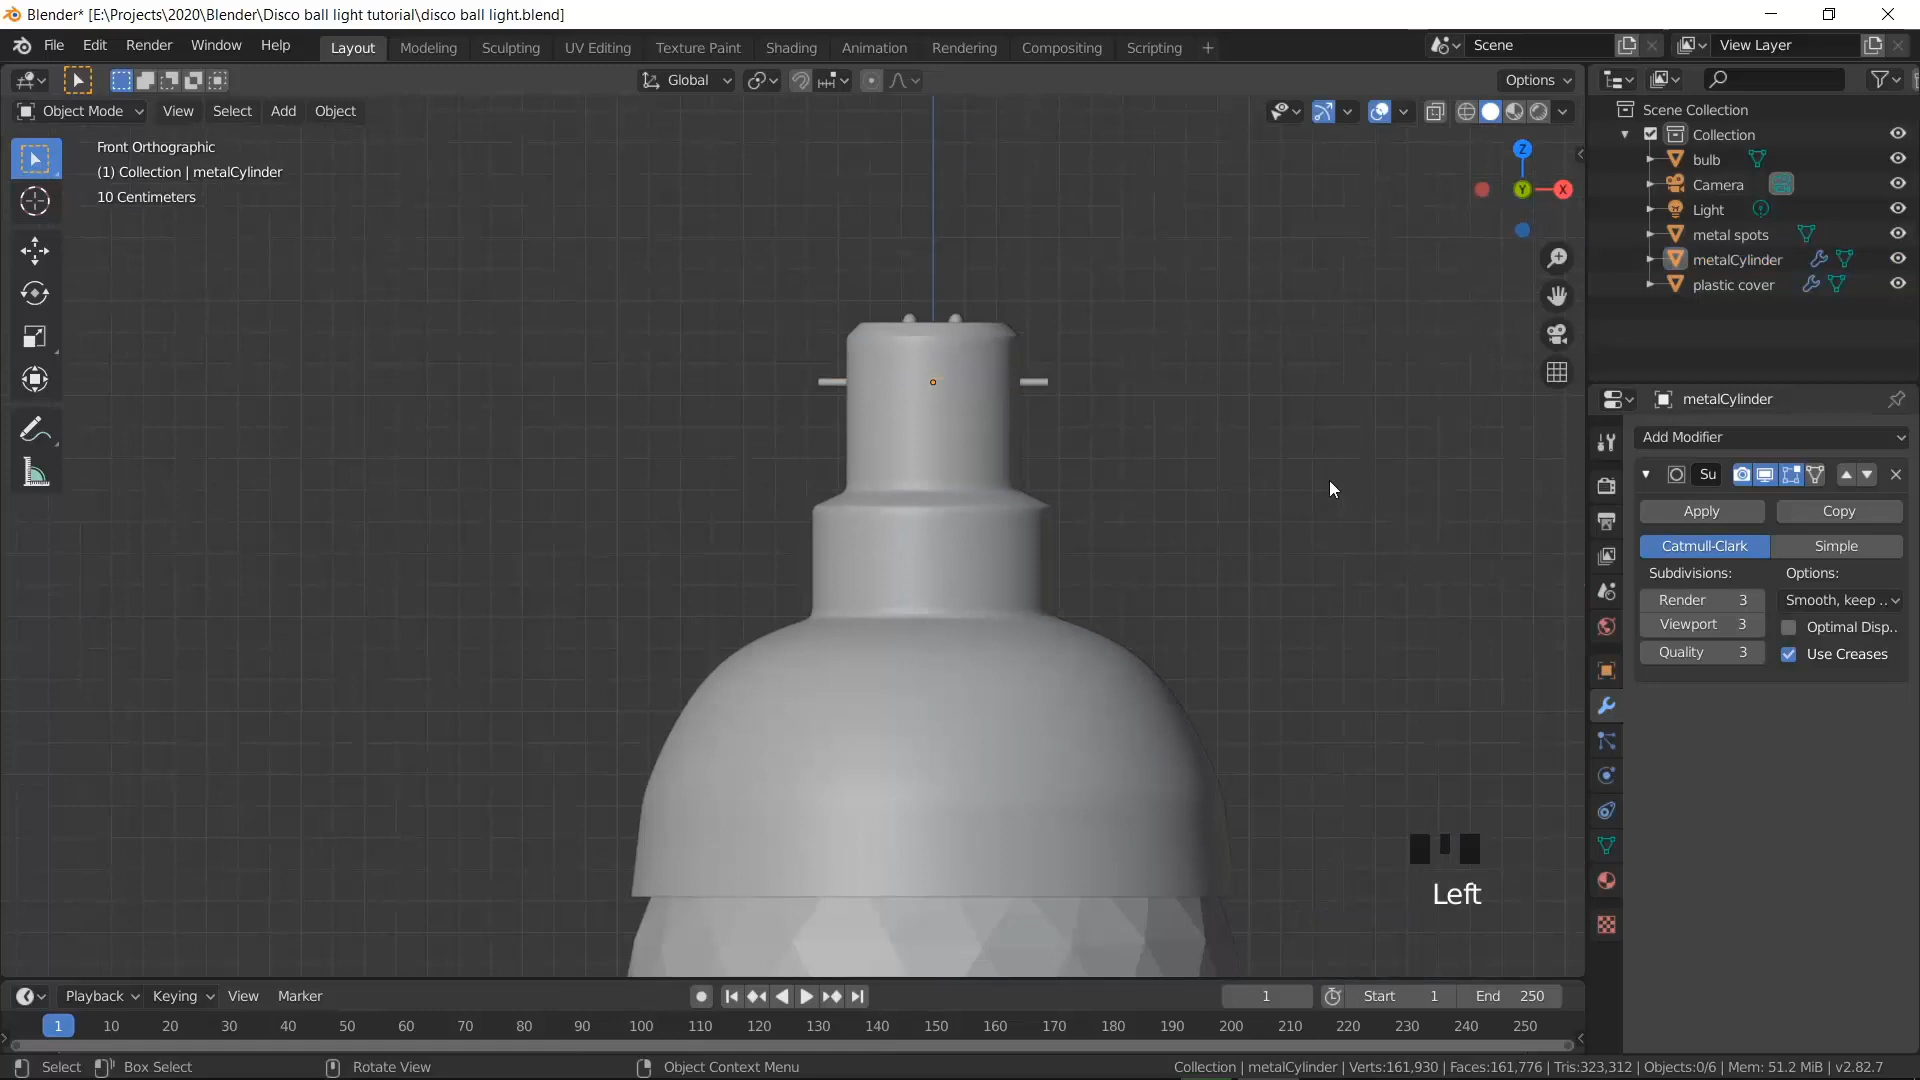 Blender* [E:\Projects\2020\Blender\Disco ball light tutorial\disco ball light.blend]
File Edit Render Window Help Layout Modeling Sculpting UV Editing Texture Paint Shading Animation Rendering Compositing Scripting + Scene View Layer
Global Options
Object Mode View Select Add Object
Front Orthographic
(1) Collection | metalCylinder
10 Centimeters
Z
Y
X
Left
Scene Collection
Collection
bulb
Camera
Light
metal spots
metalCylinder
plastic cover
metalCylinder
Add Modifier
Su
Apply Copy
Catmull-Clark Simple
Subdivisions: Options:
Render 3 Smooth, keep ..
Viewport 3 Optimal Disp..
Quality 3 Use Creases
Playback Keying View Marker 1 Start 1 End 250
1 10 20 30 40 50 60 70 80 90 100 110 120 130 140 150 160 170 180 190 200 210 220 230 240 250
Select Box Select Rotate View Object Context Menu Collection | metalCylinder | Verts:161,930 | Faces:161,776 | Tris:323,312 | Objects:0/6 | Mem: 51.2 MiB | v2.82.7